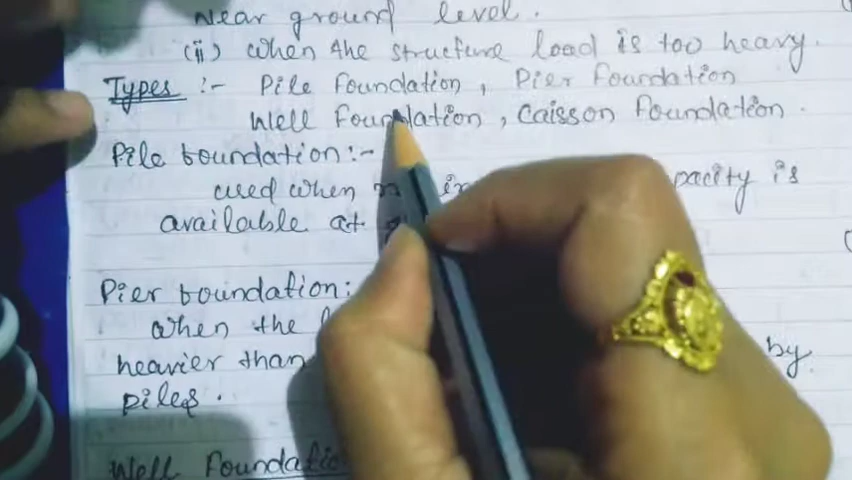 Near ground level.
(ii) when the structure load is too heavy.
Types :- Pile foundation, Pier foundation
Well foundation, Caisson foundation.
Pile foundation:-
used when is
available at
Pier foundation:
when the
heavier than by
piles.
Well foundatio